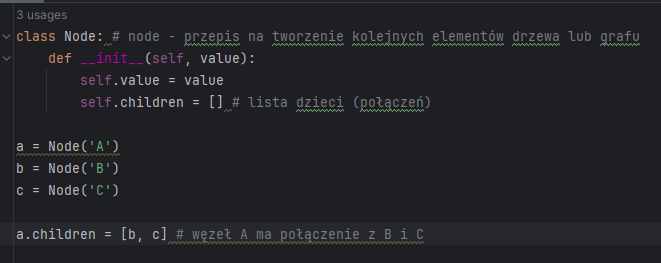 3 usages
class Node: # node - przepis na tworzenie kolejnych elementów drzewa lub grafu
    def __init__(self, value):
        self.value = value
        self.children = [] # lista dzieci (połączeń)
a = Node('A')
b = Node('B')
c = Node('C')
a.children = [b, c] # węzeł A ma połączenie z B i C